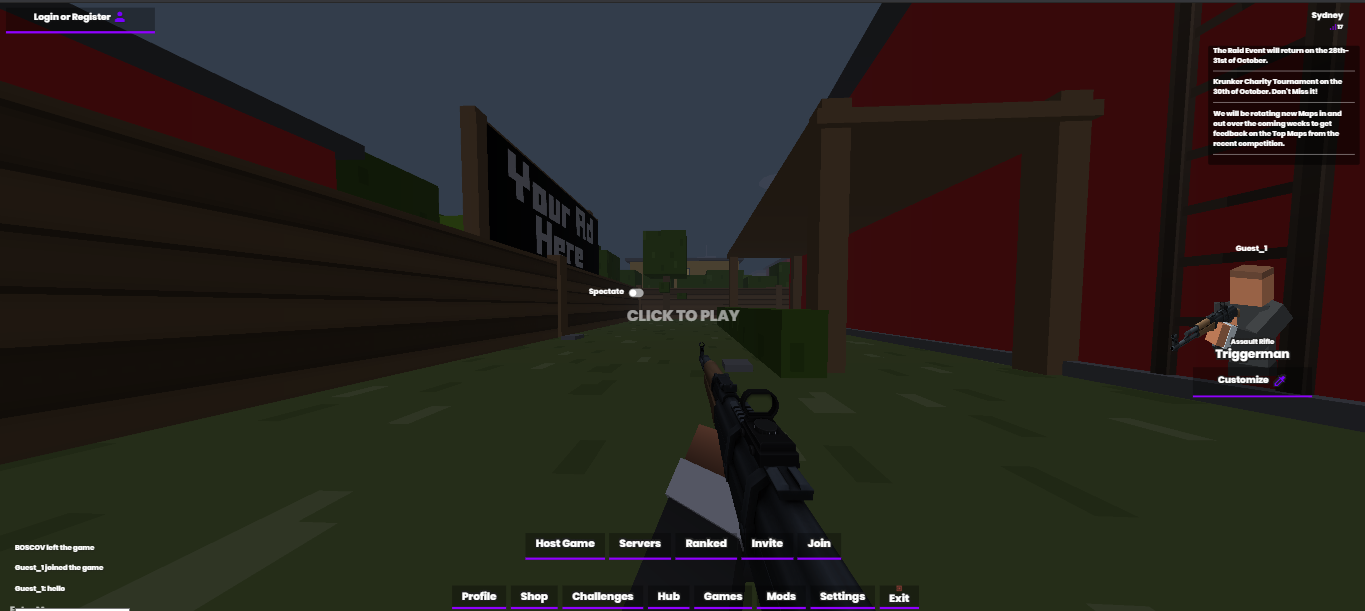 Login or Register
Sydney
17
The Raid Event will return on the 28th-
31st of October.
Krunker Charity Tournament on the
30th of October. Don't Miss it!
We will be rotating new Maps in and
out over the coming weeks to get
feedback on the Top Maps from the
recent competition.
Your Ad
Here
Guest_1
Spectate
CLICK TO PLAY
Assault Rifle
Triggerman
Customize
Host Game
Servers
Ranked
Invite
Join
BOSCOV left the game
Guest_1 joined the game
Guest_1: hello
Profile
Shop
Challenges
Hub
Games
Mods
Settings
Exit